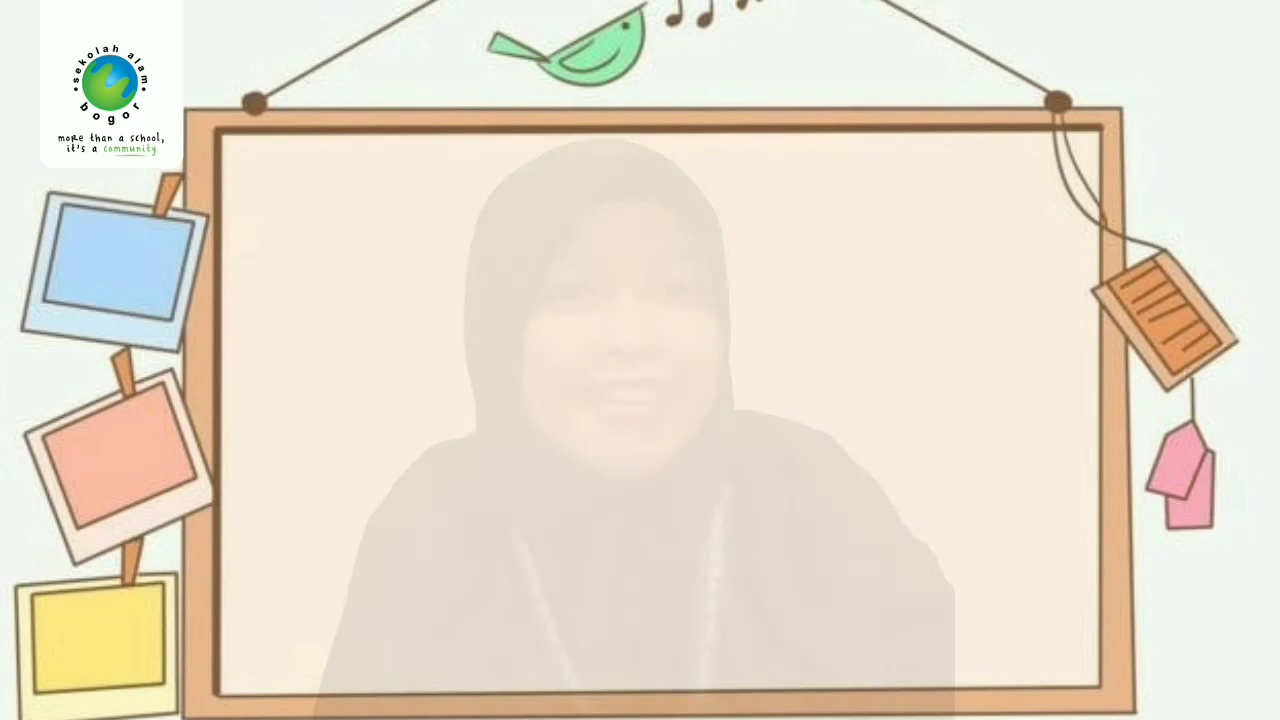 sekolah alam
bogor
more than a school,
it's a community